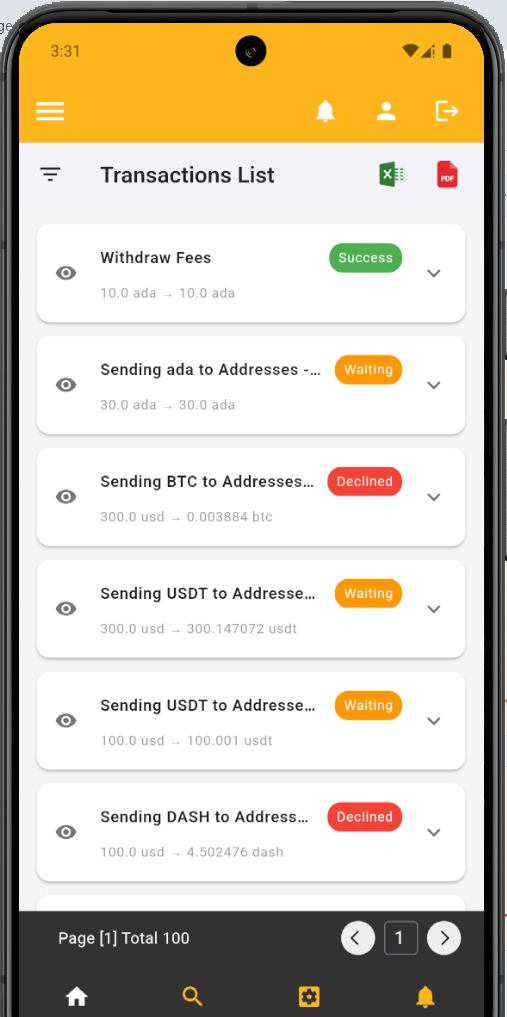 3:31
Transactions List
X
PDF
Withdraw Fees
Success
10.0 ada → 10.0 ada
Sending ada to Addresses -...
Waiting
30.0 ada → 30.0 ada
Sending BTC to Addresses...
Declined
300.0 usd → 0.003884 btc
Sending USDT to Addresse...
Waiting
300.0 usd → 300.147072 usdt
Sending USDT to Addresse...
Waiting
100.0 usd → 100.001 usdt
Sending DASH to Address...
Declined
100.0 usd → 4.502476 dash
Page [1] Total 100
1